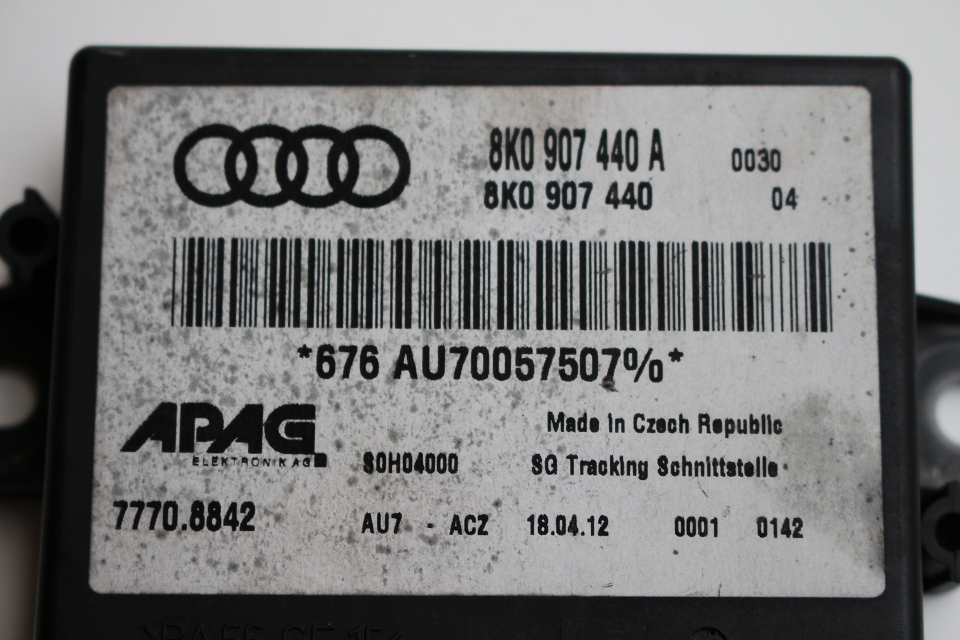 8K0 907 440 A 0030
8K0 907 440 04
*676 AU70057507%*
APAG
ELEKTRONIK AG
Made in Czech Republic
S0H04000 SG Tracking Schnittstelle
7770.8842
AU7 - ACZ 18.04.12 0001 0142